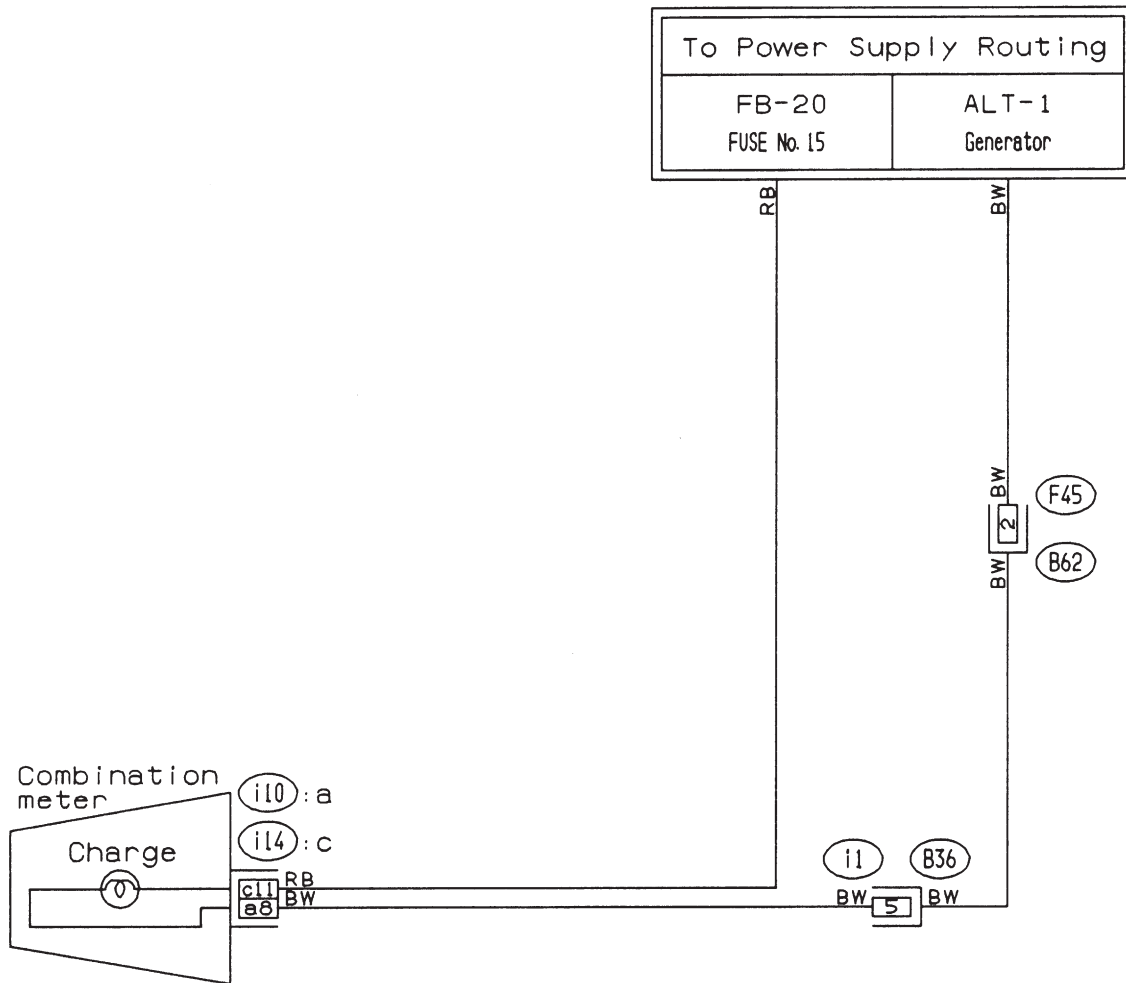 To Power Supply Routing
FB-20
FUSE No. 15
ALT-1
Generator
RB
BW
BW
F45
2
BW
B62
Combination
meter
i10 : a
i14 : c
Charge
c11
RB
a8
BW
i1
B36
BW
5
BW